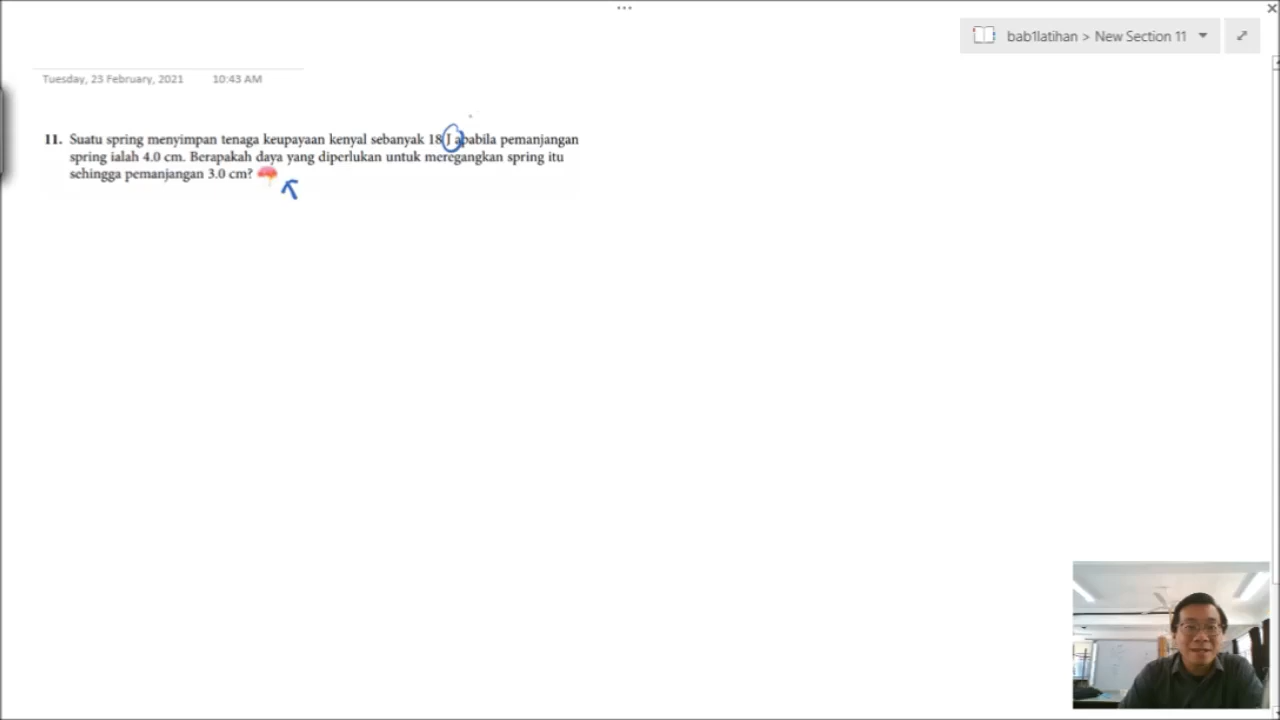 bab1latihan > New Section 11
Tuesday, 23 February, 2021 10:43 AM
11. Suatu spring menyimpan tenaga keupayaan kenyal sebanyak 18 J apabila pemanjangan
spring ialah 4.0 cm. Berapakah daya yang diperlukan untuk meregangkan spring itu
sehingga pemanjangan 3.0 cm?